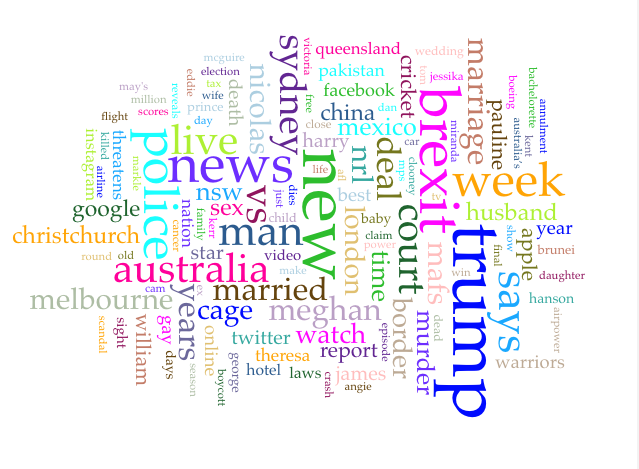 mcguire
election
eddie
tax
wife
may's
million
reveals
prince
scores
day
flight
death
nicolas
sydney
victoria
free
queensland
pakistan
facebook
china
dan
close
mexico
harry
cricket
wedding
jessika
marriage
pauline
boeing
bachelorette
annulment
australia's
kent
miranda
instagram
killed
threatens
airline
markle
police
live
news
new
life
nrl
afl
deal
car
clooney
mps
brexit
week
nsw
vs
dies
just
best
google
cancer
nation
family
sex
kerr
man
child
london
baby
claim
power
court
husband
trump
show
final
apple
year
brunei
christchurch
round
old
australia
star
video
make
time
mafs
win
says
daughter
melbourne
cam
years
ex
married
cage
meghan
border
murder
dead
hanson
airpower
scandal
sight
william
gay
days
season
online
boycott
george
twitter
theresa
hotel
watch
report
laws
crash
james
angie
episode
warriors